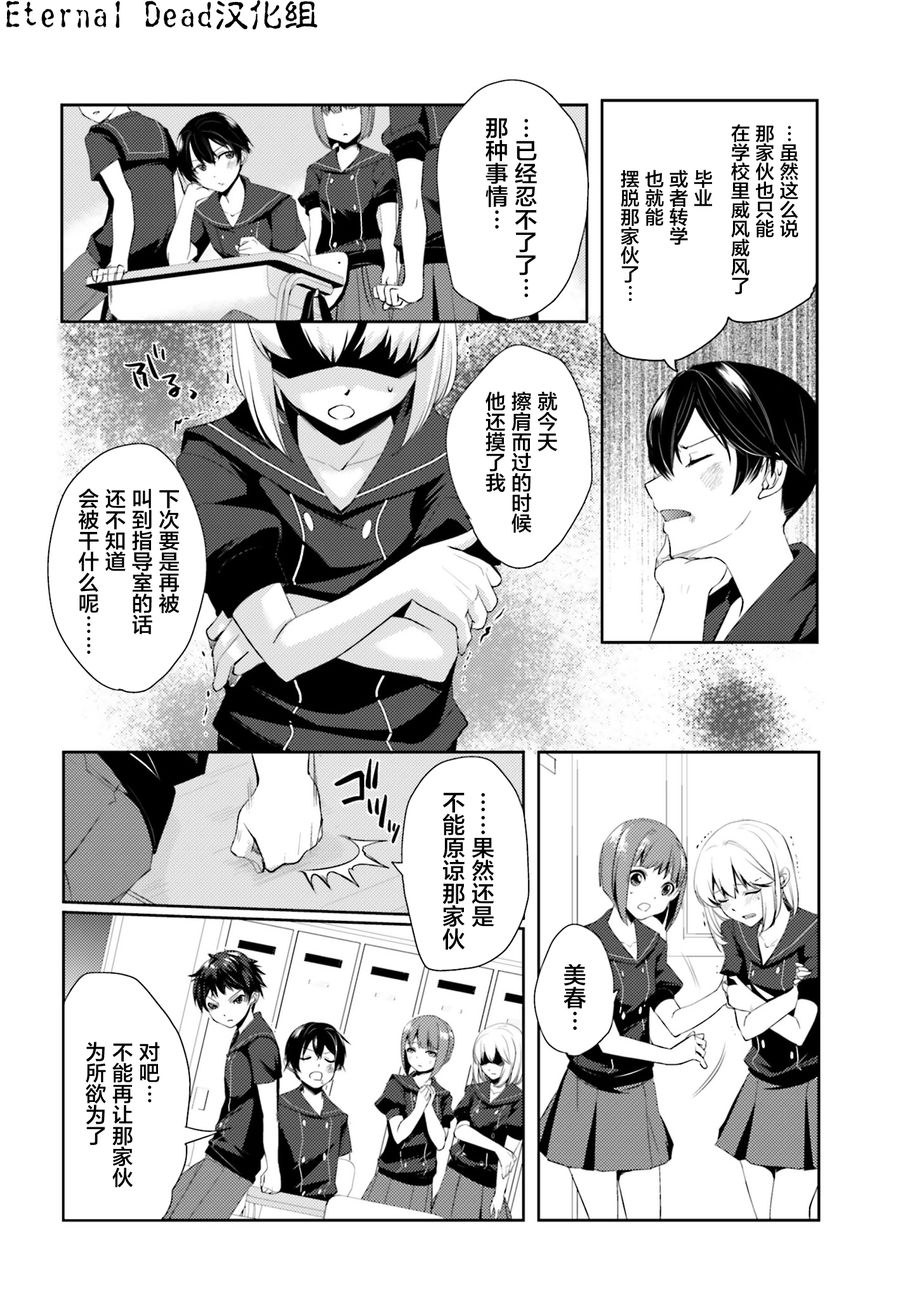 Eternal Dead汉化组
…虽然这么说
那家伙也只能
在学校里威风威风了
毕业
或者转学
也就能
摆脱那家伙了…
…已经忍不了了…
那种事情…
就今天
擦肩而过的时候
他还摸了我
ぶる。
下次要是再被
叫到指导室的话
还不知道
会被干什么呢……
美春…
……果然还是
不能原谅那家伙
ゴッ
对吧…
不能再让那家伙
为所欲为了